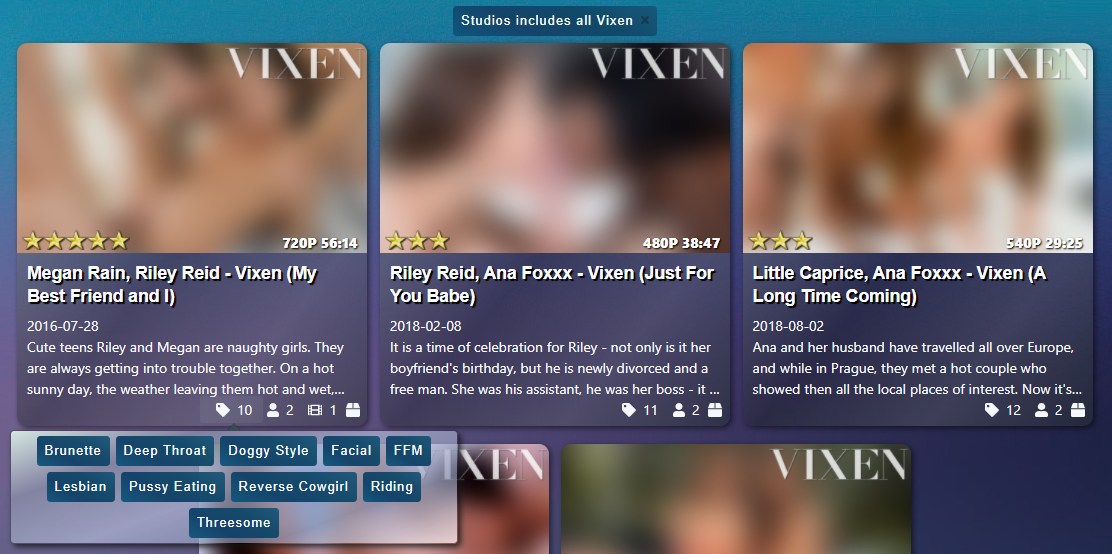 Studios includes all Vixen ×
VIXEN
720P 56:14
Megan Rain, Riley Reid - Vixen (My
Best Friend and I)
2016-07-28
Cute teens Riley and Megan are naughty girls. They
are always getting into trouble together. On a hot
sunny day, the weather leaving them hot and wet,...
10 2 1
VIXEN
480P 38:47
Riley Reid, Ana Foxxx - Vixen (Just For
You Babe)
2018-02-08
It is a time of celebration for Riley - not only is it her
boyfriend's birthday, but he is newly divorced and a
free man. She was his assistant, he was her boss - it ...
11 2
VIXEN
540P 29:25
Little Caprice, Ana Foxxx - Vixen (A
Long Time Coming)
2018-08-02
Ana and her husband have travelled all over Europe,
and while in Prague, they met a hot couple who
showed then all the local places of interest. Now it's...
12 2
Brunette Deep Throat Doggy Style Facial FFM
Lesbian Pussy Eating Reverse Cowgirl Riding
Threesome
IXEN
VIXEN